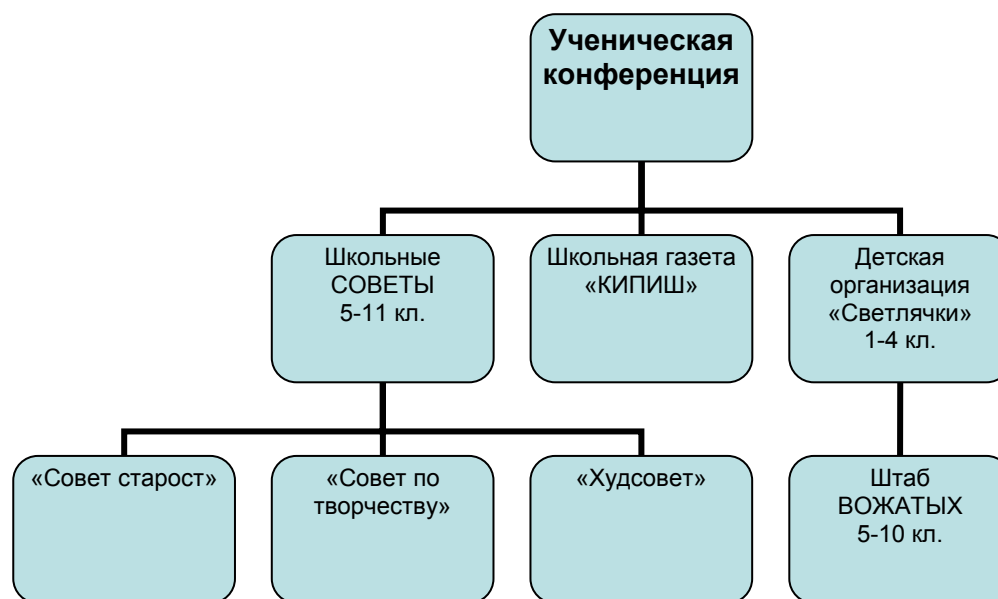 Ученическая
конференция
Школьные
СОВЕТЫ
5-11 кл.
Школьная газета
«КИПИШ»
Детская
организация
«Светлячки»
1-4 кл.
«Совет старост»
«Совет по
творчеству»
«Худсовет»
Штаб
ВОЖАТЫХ
5-10 кл.